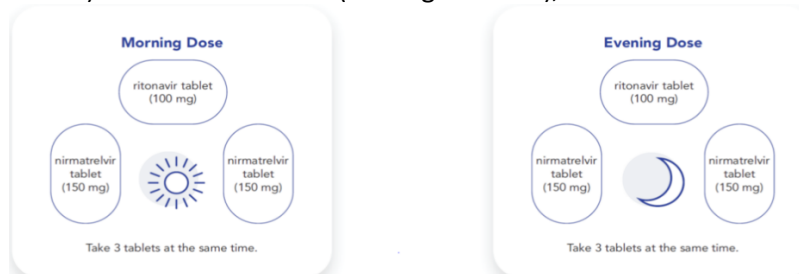 Morning Dose
ritonavir tablet
(100 mg)
nirmatrelvir
tablet
(150 mg)
nirmatrelvir
tablet
(150 mg)
Take 3 tablets at the same time.
Evening Dose
ritonavir tablet
(100 mg)
nirmatrelvir
tablet
(150 mg)
nirmatrelvir
tablet
(150 mg)
Take 3 tablets at the same time.